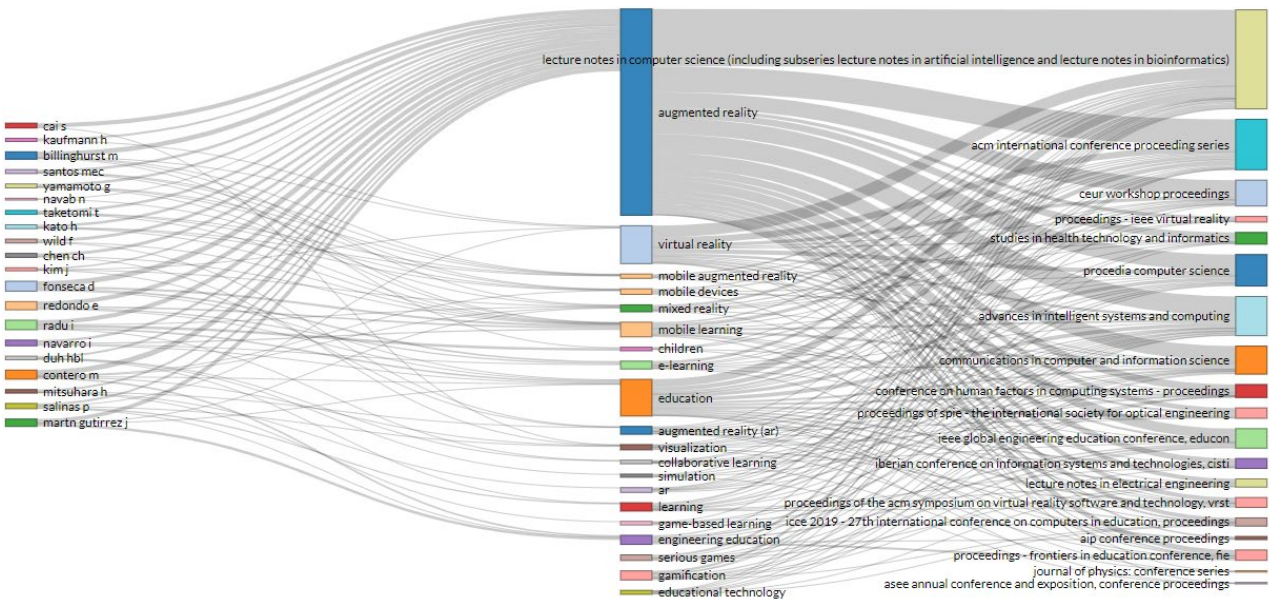 cai s
kaufmann h
billinghurst m
santos mec
yamamoto g
navab n
taketomi t
kato h
wild f
chen ch
kim j
fonseca d
redondo e
radu i
navarro i
duh hbl
contero m
mitsuhara h
salinas p
martn gutirrez j
augmented reality
virtual reality
mobile augmented reality
mobile devices
mixed reality
mobile learning
children
e-learning
education
augmented reality (ar)
visualization
collaborative learning
simulation
ar
learning
game-based learning
engineering education
serious games
gamification
educational technology
lecture notes in computer science (including subseries lecture notes in artificial intelligence and lecture notes in bioinformatics)
acm international conference proceeding series
ceur workshop proceedings
proceedings - ieee virtual reality
studies in health technology and informatics
procedia computer science
advances in intelligent systems and computing
communications in computer and information science
conference on human factors in computing systems - proceedings
proceedings of spie - the international society for optical engineering
ieee global engineering education conference, educon
iberian conference on information systems and technologies, cisti
lecture notes in electrical engineering
proceedings of the acm symposium on virtual reality software and technology, vrst
icce 2019 - 27th international conference on computers in education, proceedings
aip conference proceedings
proceedings - frontiers in education conference, fie
journal of physics: conference series
asee annual conference and exposition, conference proceedings